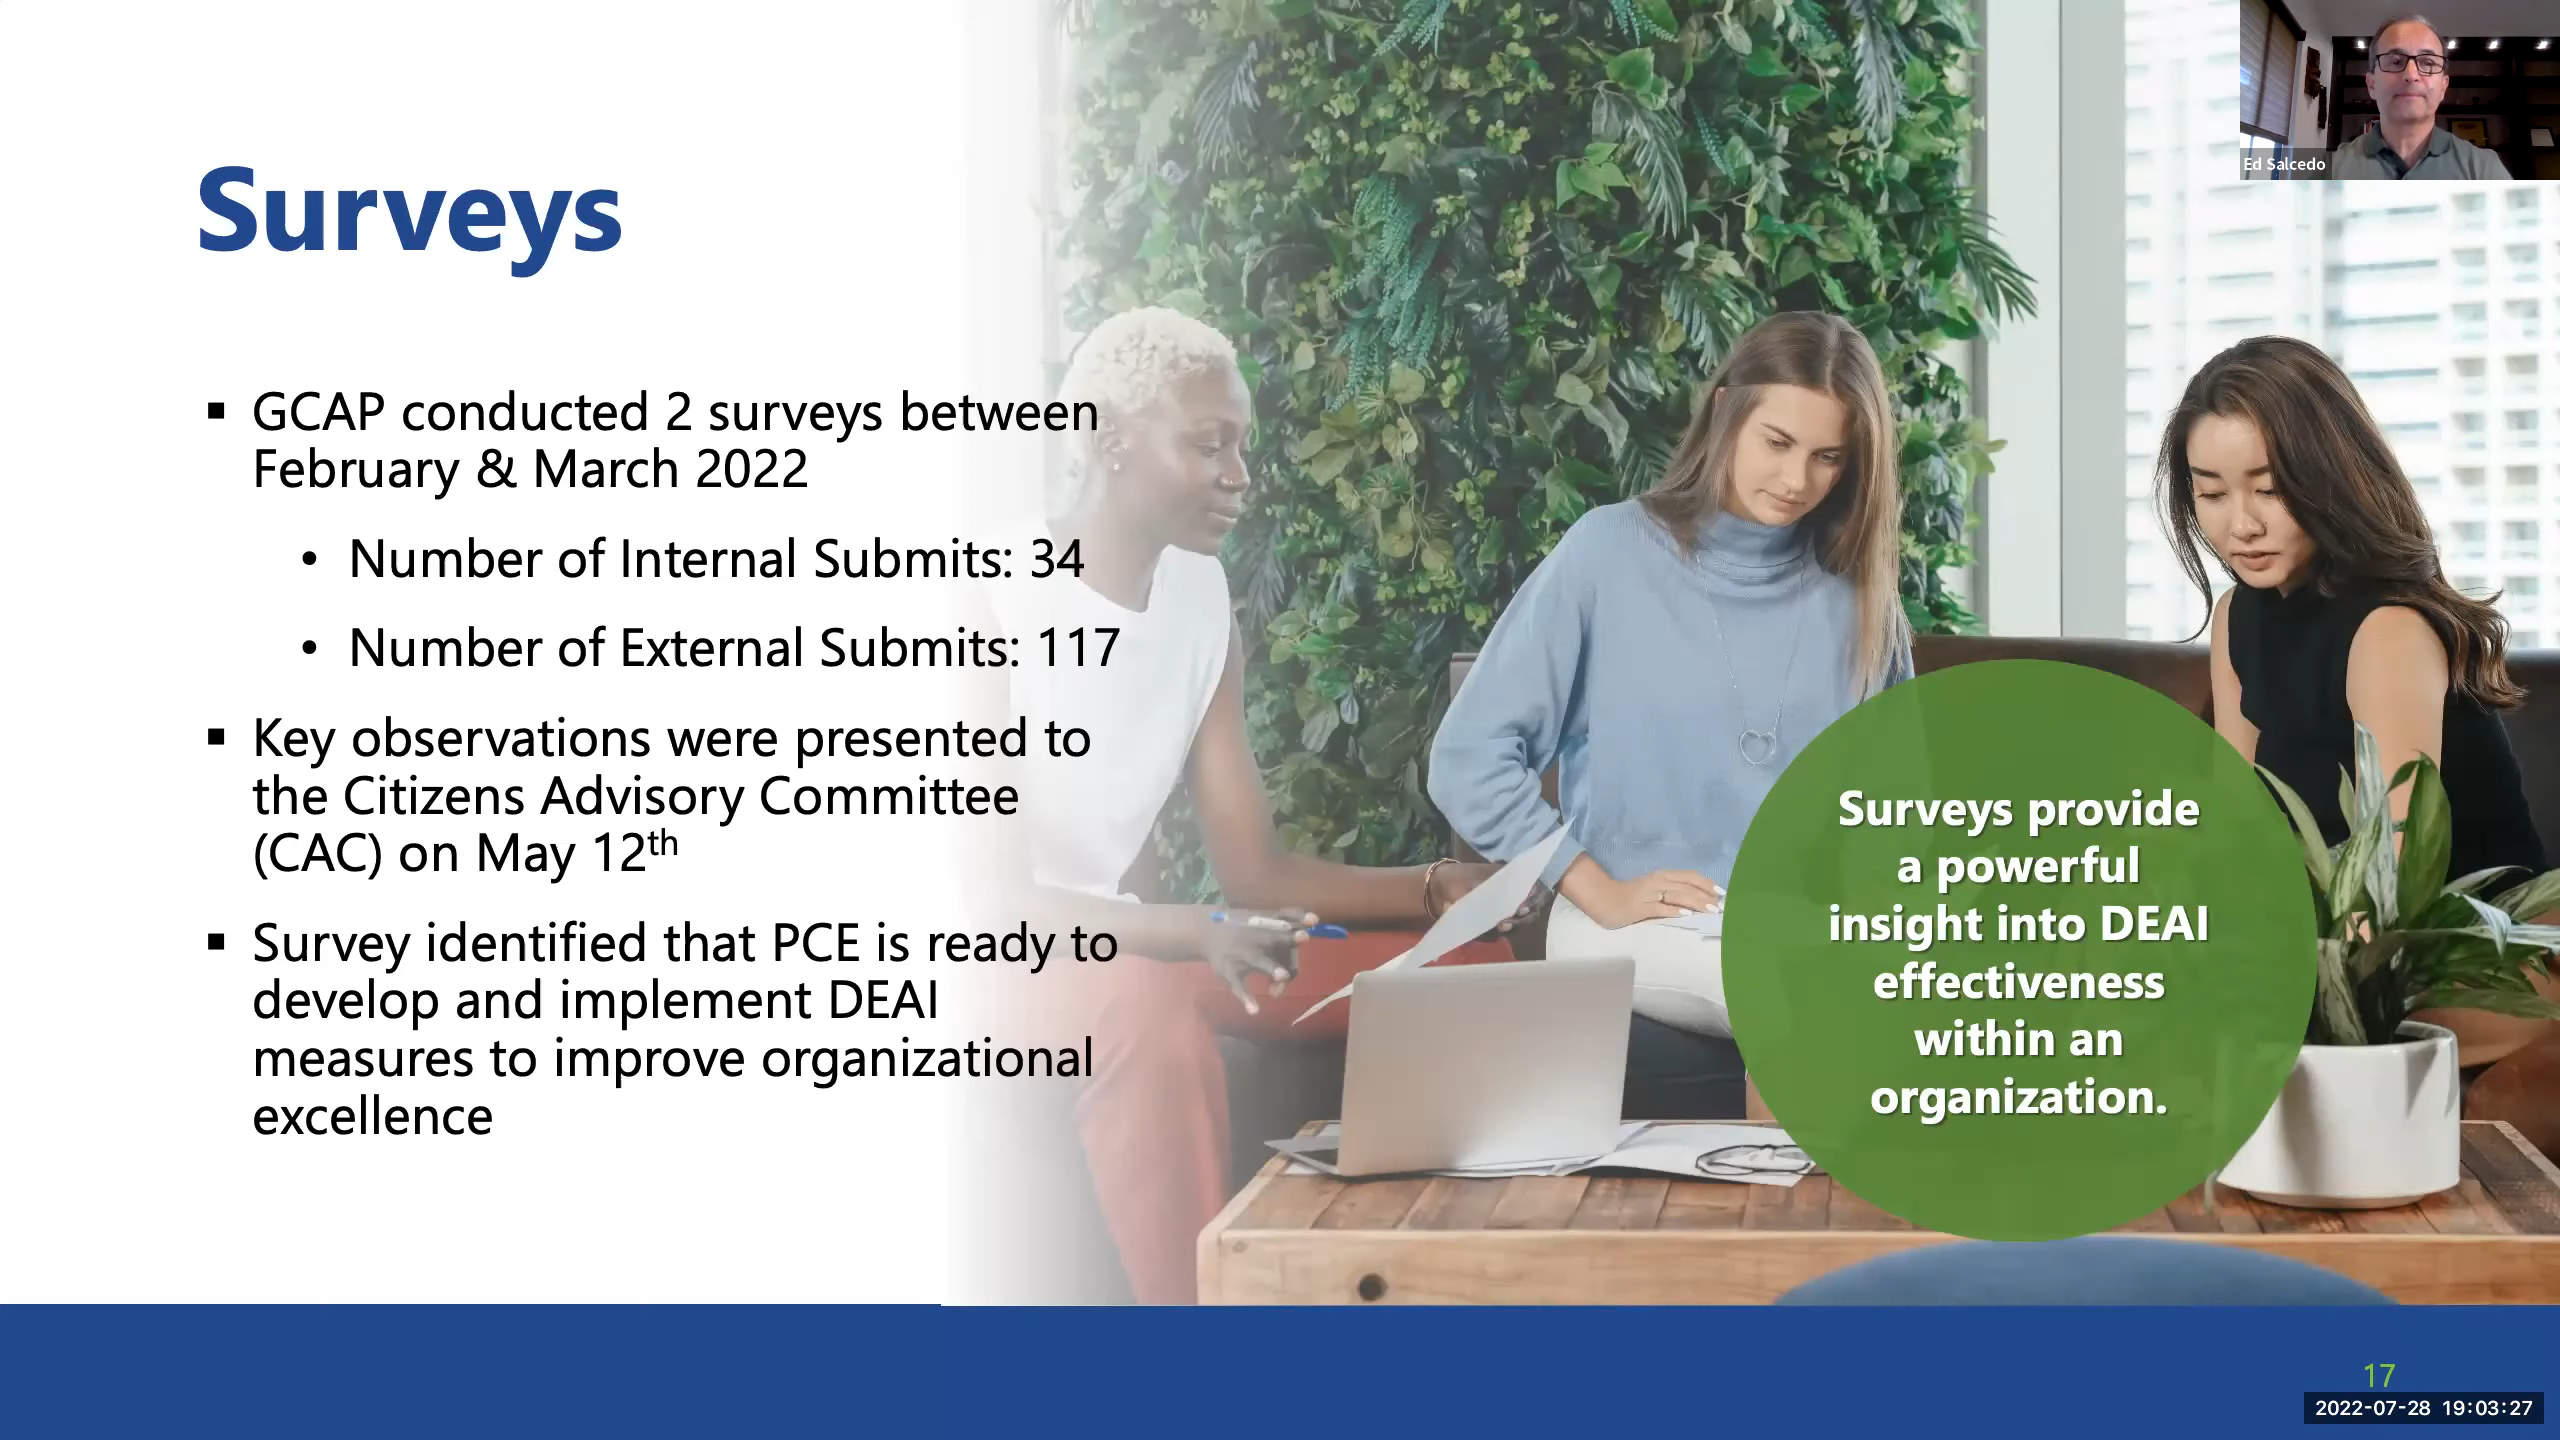 Ed Salcedo
Surveys
▪ GCAP conducted 2 surveys between
February & March 2022
• Number of Internal Submits: 34
• Number of External Submits: 117
▪ Key observations were presented to
the Citizens Advisory Committee
(CAC) on May 12th
▪ Survey identified that PCE is ready to
develop and implement DEAI
measures to improve organizational
excellence
Surveys provide
a powerful
insight into DEAI
effectiveness
within an
organization.
17
2022-07-28 19:03:27